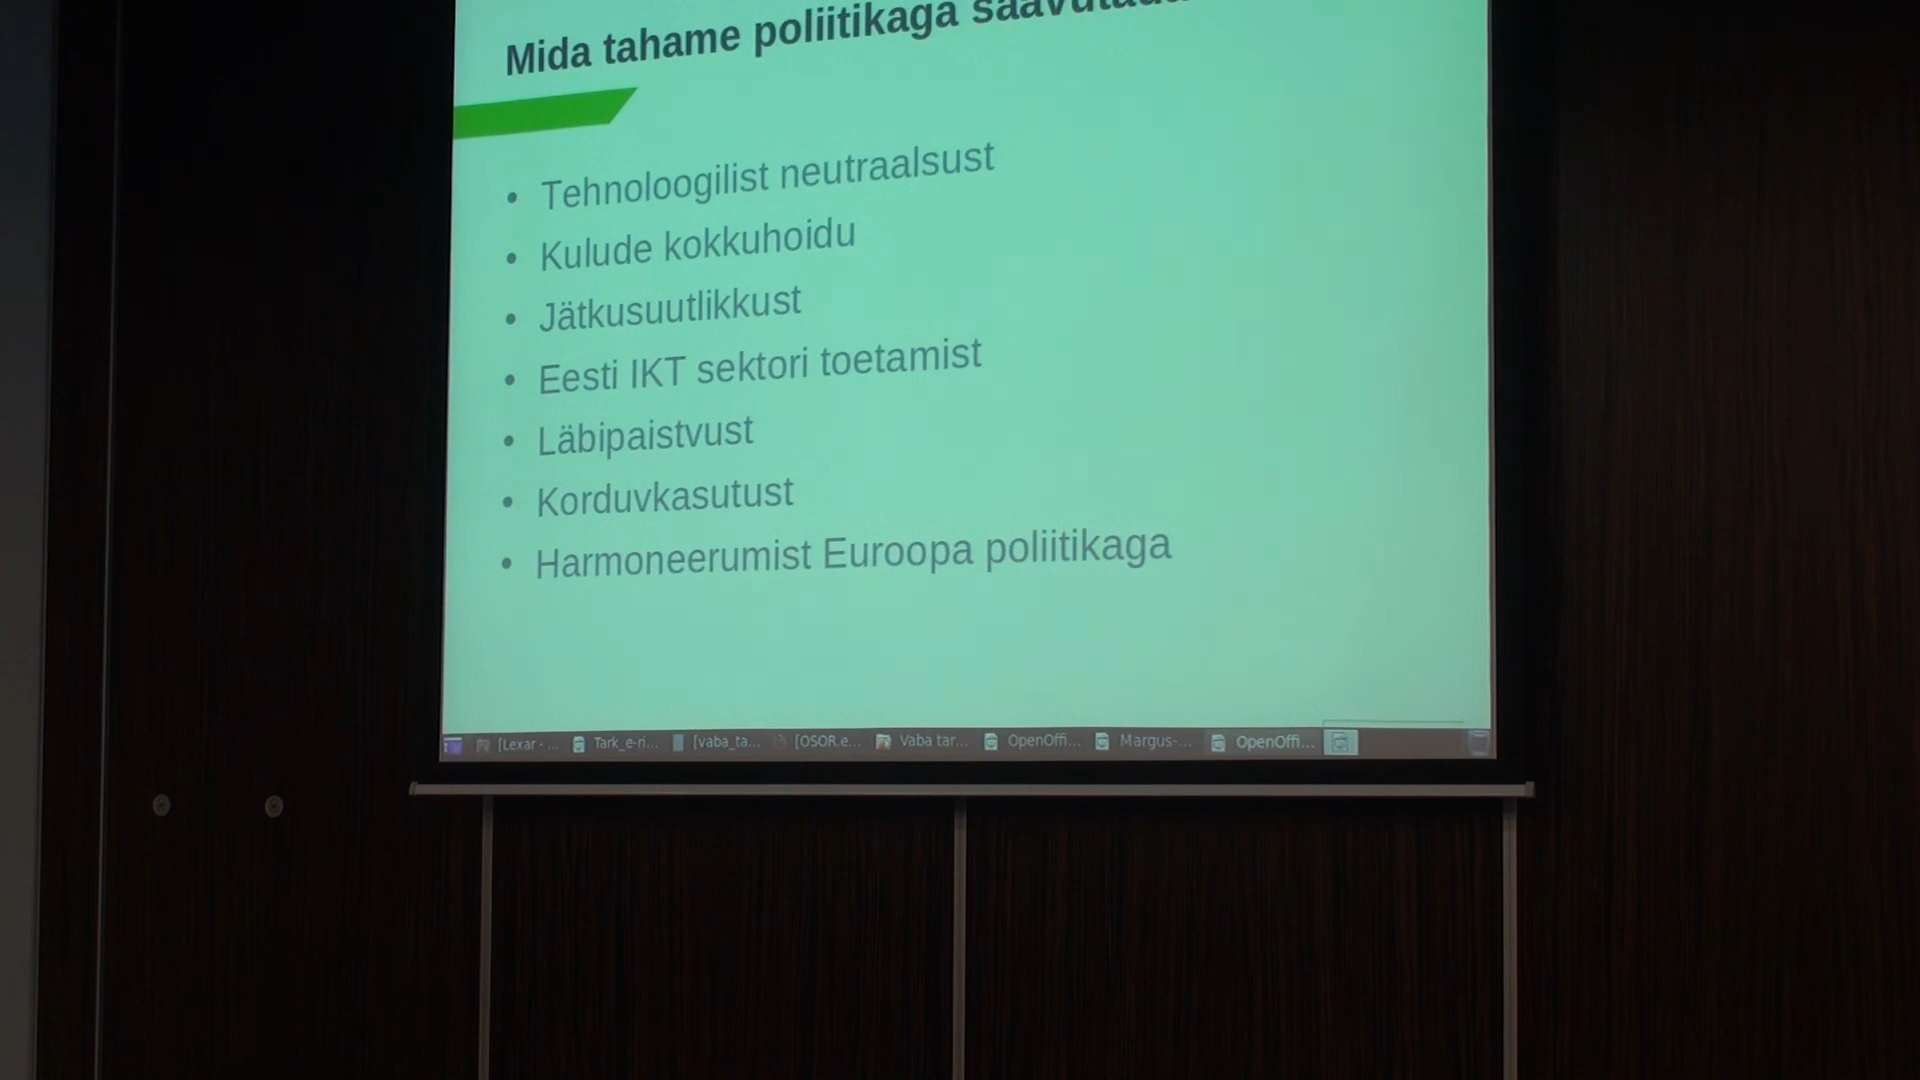 Mida tahame poliitikaga saavutada
• Tehnoloogilist neutraalsust
• Kulude kokkuhoidu
• Jätkusuutlikkust
• Eesti IKT sektori toetamist
• Läbipaistvust
• Korduvkasutust
• Harmoneerumist Euroopa poliitikaga
[Lexar - ... Tark_e-ri... [vaba_ta... [OSOR.e... Vaba tar... OpenOffi... Margus-... OpenOffi...